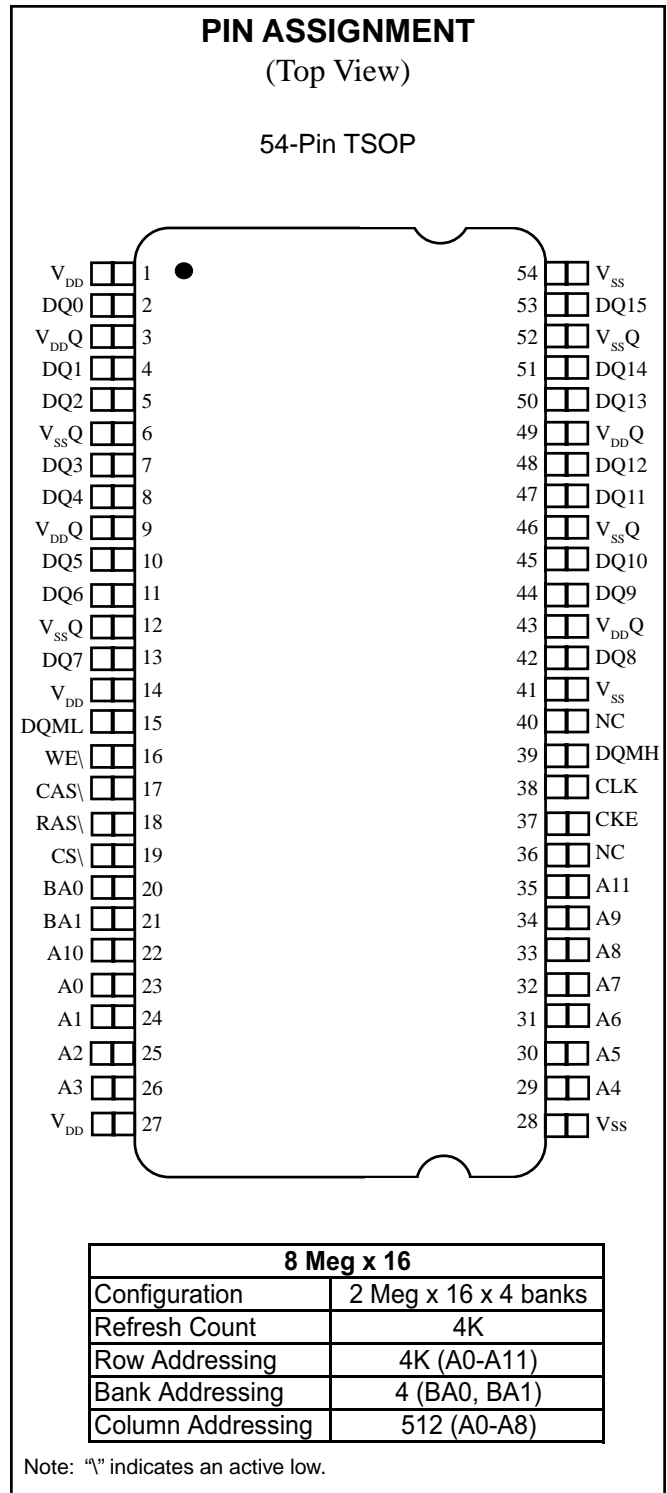 PIN ASSIGNMENT
(Top View)
54-Pin TSOP
VDD 1 54 VSS
DQ0 2 53 DQ15
VDDQ 3 52 VSSQ
DQ1 4 51 DQ14
DQ2 5 50 DQ13
VSSQ 6 49 VDDQ
DQ3 7 48 DQ12
DQ4 8 47 DQ11
VDDQ 9 46 VSSQ
DQ5 10 45 DQ10
DQ6 11 44 DQ9
VSSQ 12 43 VDDQ
DQ7 13 42 DQ8
VDD 14 41 VSS
DQML 15 40 NC
WE\ 16 39 DQMH
CAS\ 17 38 CLK
RAS\ 18 37 CKE
CS\ 19 36 NC
BA0 20 35 A11
BA1 21 34 A9
A10 22 33 A8
A0 23 32 A7
A1 24 31 A6
A2 25 30 A5
A3 26 29 A4
VDD 27 28 Vss
8 Meg x 16
Configuration 2 Meg x 16 x 4 banks
Refresh Count 4K
Row Addressing 4K (A0-A11)
Bank Addressing 4 (BA0, BA1)
Column Addressing 512 (A0-A8)
Note: “\” indicates an active low.